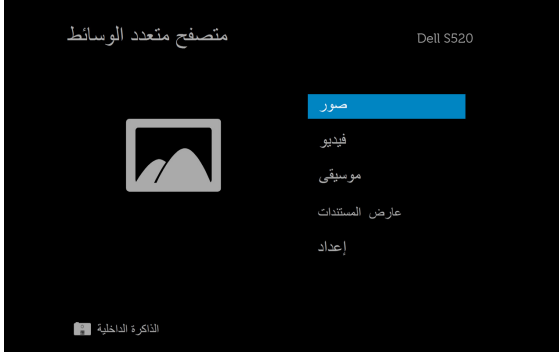 متصفح متعدد الوسائط
Dell S520
صور
فيديو
موسيقى
عارض المستندات
إعداد
الذاكرة الداخلية